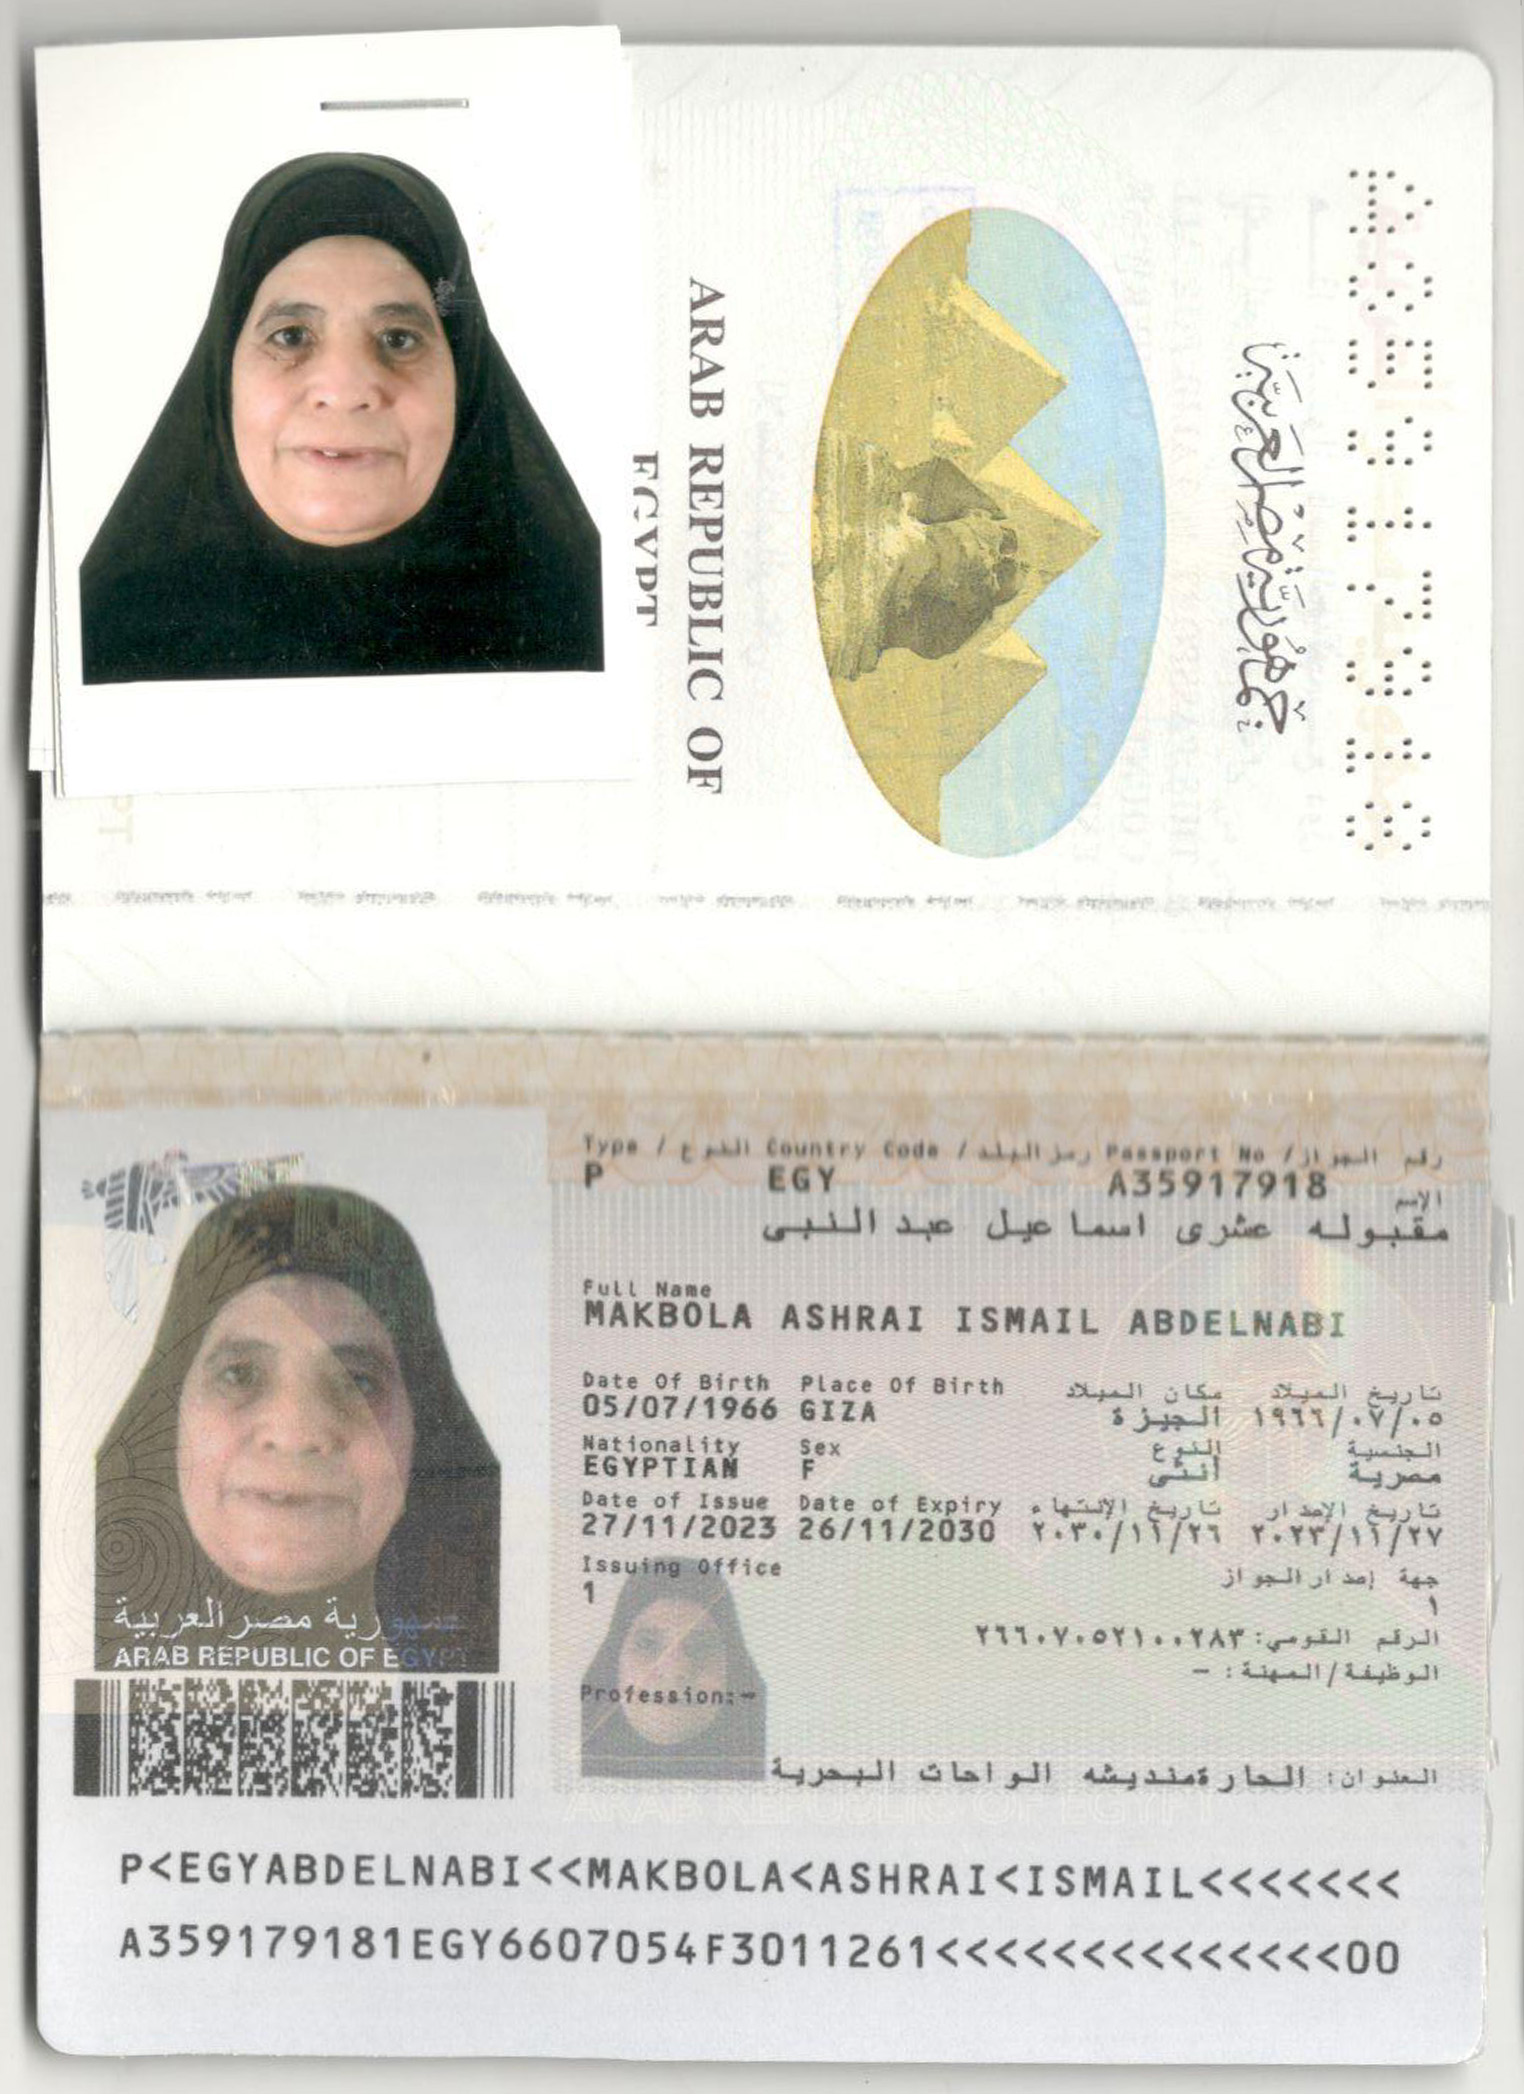 ARAB REPUBLIC OF
EGYPT
جمهورية مصر العربية
A35917918
Type / النوع Country Code / رمز البلد Passport No / رقم الجواز
P EGY A35917918
الإسم
مقبوله عشرى اسماعيل عبد النبى
Full Name
MAKBOLA ASHRAI ISMAIL ABDELNABI
Date Of Birth Place Of Birth مكان الميلاد تاريخ الميلاد
05/07/1966 GIZA الجيزة ١٩٦٦/٠٧/٠٥
Nationality Sex النوع الجنسية
EGYPTIAN F أنثى مصرية
Date of Issue Date of Expiry تاريخ الإنتهاء تاريخ الإصدار
27/11/2023 26/11/2030 ٢٠٣٠/١١/٢٦ ٢٠٢٣/١١/٢٧
Issuing Office جهة إصدار الجواز
1 ١
الرقم القومي: ٢٦٦٠٧٠٥٢١٠٠٢٨٣
الوظيفة/المهنة: -
Profession:-
العنوان: الحارة منديشه الواحات البحرية
جمهورية مصر العربية
ARAB REPUBLIC OF EGYPT
P<EGYABDELNABI<<MAKBOLA<ASHRAI<ISMAIL<<<<<<<
A359179181EGY6607054F3011261<<<<<<<<<<<<<<00